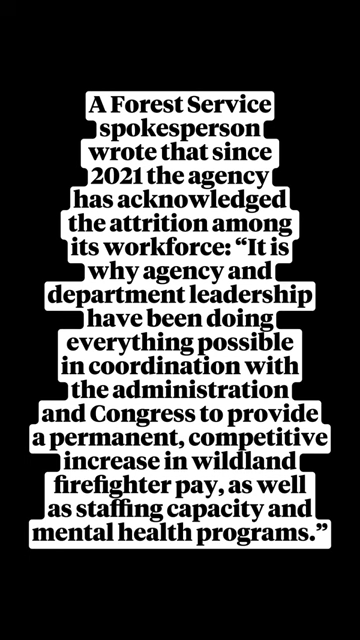 A Forest Service
spokesperson
wrote that since
2021 the agency
has acknowledged
the attrition among
its workforce: “It is
why agency and
department leadership
have been doing
everything possible
in coordination with
the administration
and Congress to provide
a permanent, competitive
increase in wildland
firefighter pay, as well
as staffing capacity and
mental health programs.”